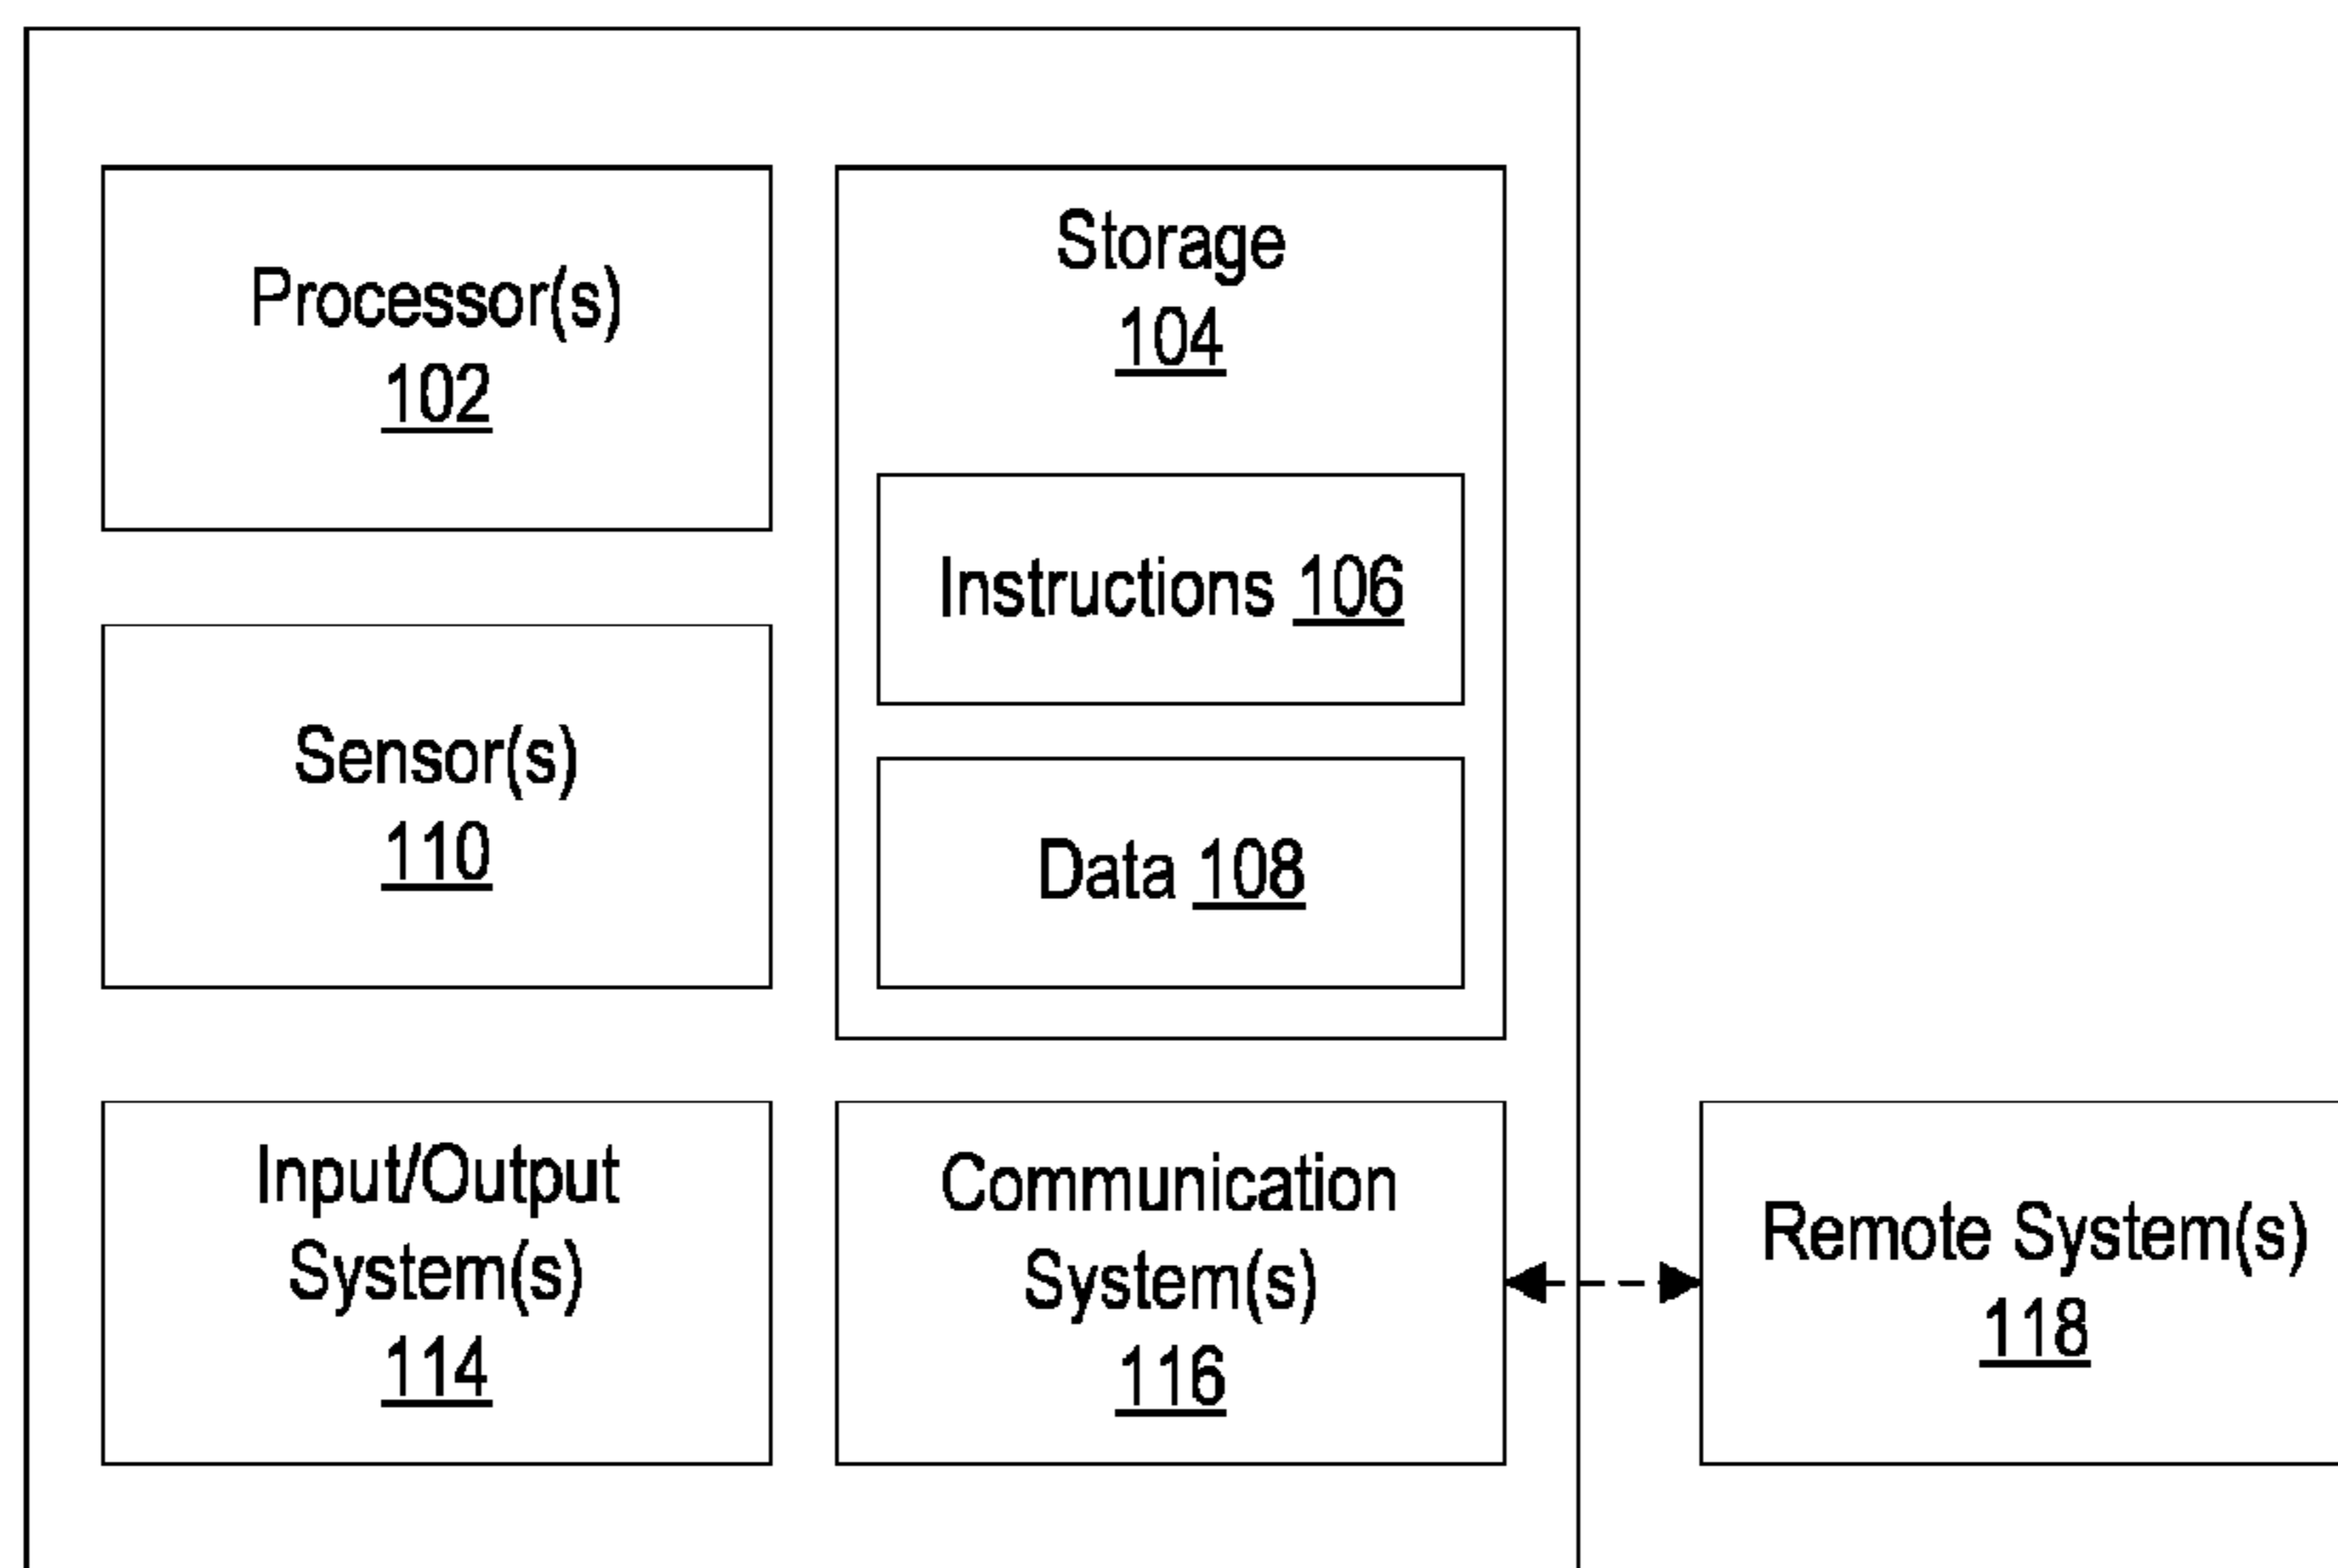 Processor(s)
102
Storage
104
Instructions 106
Data 108
Sensor(s)
110
Input/Output
System(s)
114
Communication
System(s)
116
Remote System(s)
118